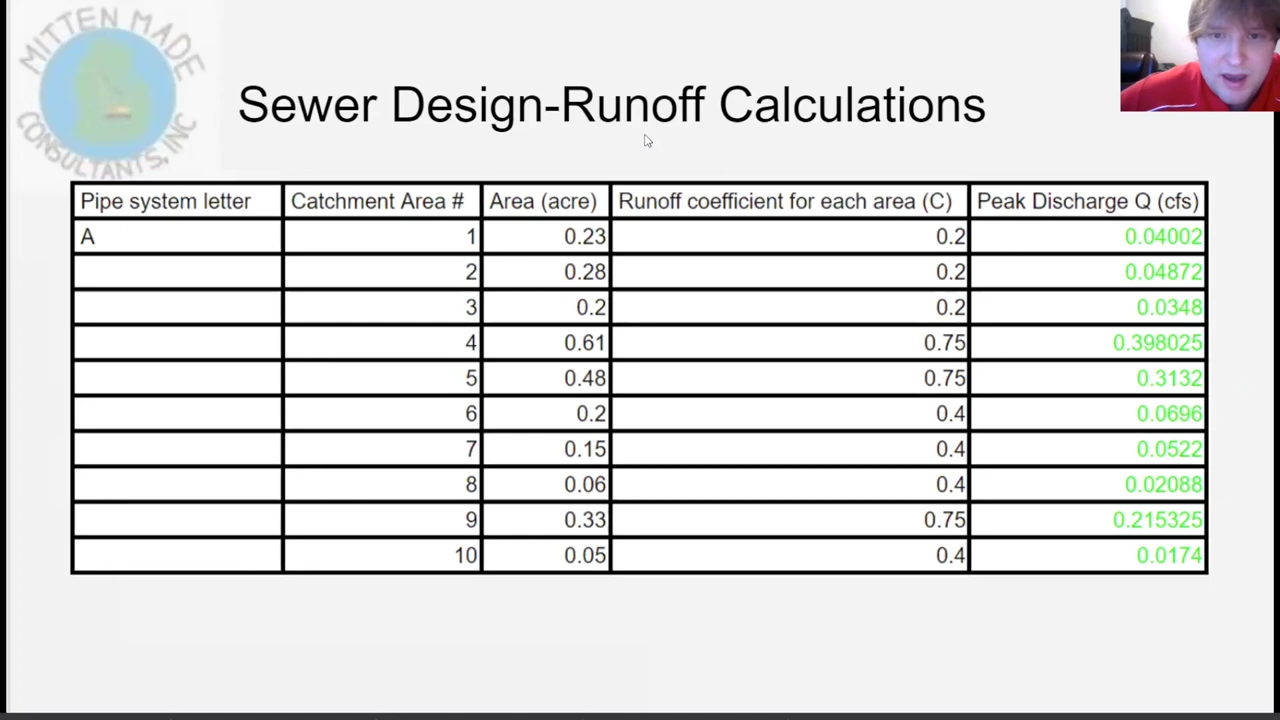 MITTEN MADE
CONSULTANTS, INC
Sewer Design-Runoff Calculations
Pipe system letter Catchment Area # Area (acre) Runoff coefficient for each area (C) Peak Discharge Q (cfs)
A 1 0.23 0.2 0.04002
2 0.28 0.2 0.04872
3 0.2 0.2 0.0348
4 0.61 0.75 0.398025
5 0.48 0.75 0.3132
6 0.2 0.4 0.0696
7 0.15 0.4 0.0522
8 0.06 0.4 0.02088
9 0.33 0.75 0.215325
10 0.05 0.4 0.0174